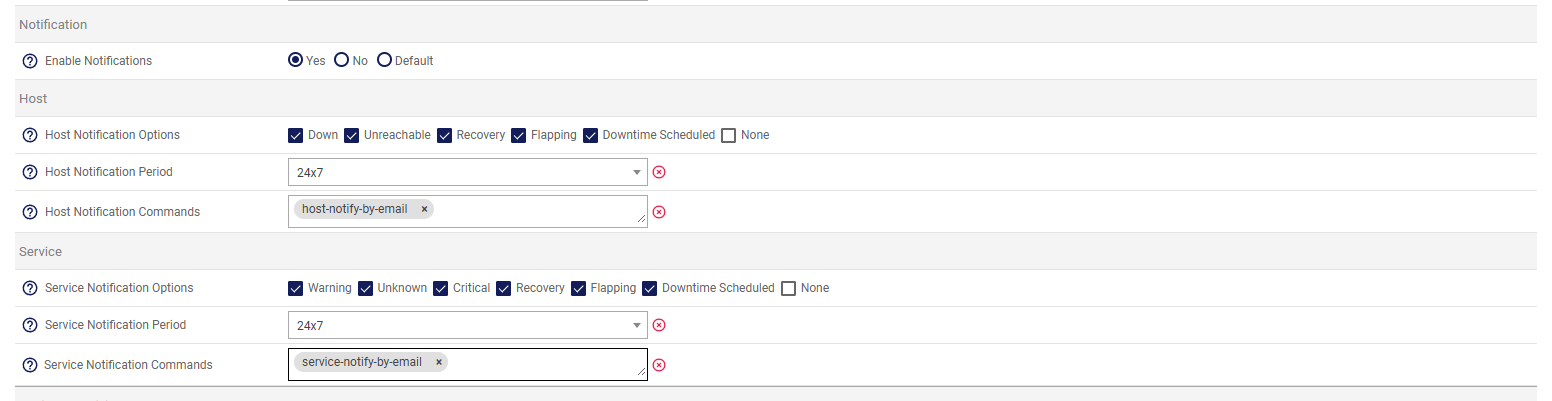 Notification
Enable Notifications Yes No Default
Host
Host Notification Options Down Unreachable Recovery Flapping Downtime Scheduled None
Host Notification Period 24x7
Host Notification Commands host-notify-by-email ×
Service
Service Notification Options Warning Unknown Critical Recovery Flapping Downtime Scheduled None
Service Notification Period 24x7
Service Notification Commands service-notify-by-email ×